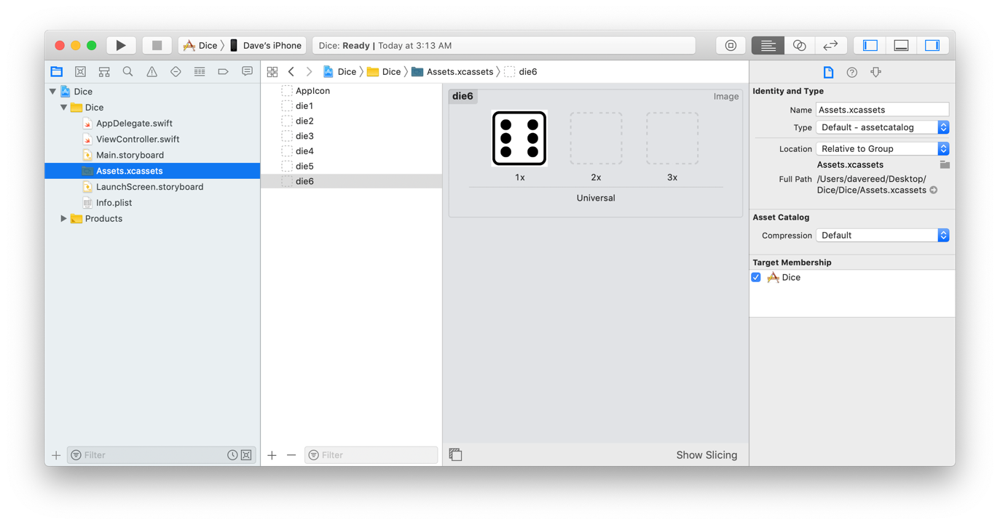 Dice 〉 Dave's iPhone
Dice: Ready | Today at 3:13 AM
Dice 〉 Dice 〉 Assets.xcassets 〉 die6
Dice
Dice
AppDelegate.swift
ViewController.swift
Main.storyboard
Assets.xcassets
LaunchScreen.storyboard
Info.plist
Products
Filter
AppIcon
die1
die2
die3
die4
die5
die6
Filter
die6
Image
1x
2x
3x
Universal
Show Slicing
Identity and Type
Name Assets.xcassets
Type Default - assetcatalog
Location Relative to Group
Assets.xcassets
Full Path /Users/davereed/Desktop/
Dice/Dice/Assets.xcassets
Asset Catalog
Compression Default
Target Membership
Dice